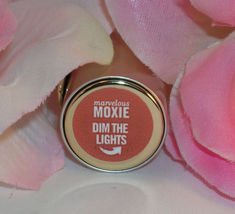 marvelous
MOXIE
DIM THE
LIGHTS